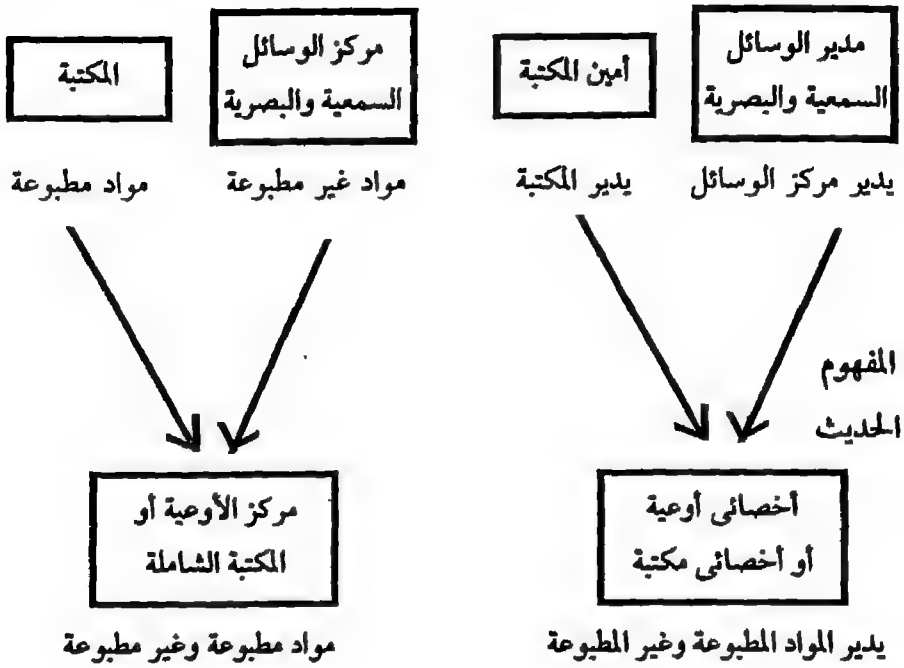 مدير الوسائل
السمعية والبصرية
يدير مركز الوسائل
أمين المكتبة
يدير المكتبة
مركز الوسائل
السمعية والبصرية
مواد غير مطبوعة
المكتبة
مواد مطبوعة
المفهوم
الحديث
أخصائى أوعية
أو أخصائى مكتبة
يدير المواد المطبوعة وغير المطبوعة
مركز الأوعية أو
المكتبة الشاملة
مواد مطبوعة وغير مطبوعة